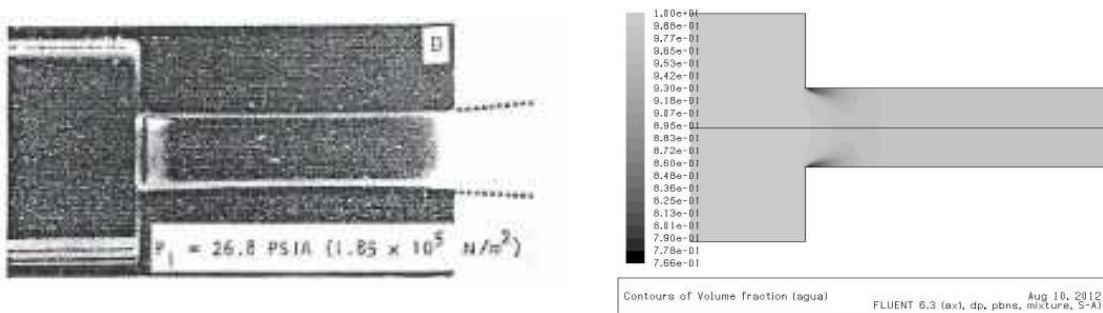 D
P₁ = 26.8 PSIA (1.85 × 10⁵ N/m²)
1.00e+00
9.88e-01
9.77e-01
9.65e-01
9.53e-01
9.42e-01
9.30e-01
9.18e-01
9.07e-01
8.95e-01
8.83e-01
8.72e-01
8.60e-01
8.48e-01
8.36e-01
8.25e-01
8.13e-01
8.01e-01
7.90e-01
7.78e-01
7.66e-01
Contours of Volume fraction (agua)
Aug 10, 2012
FLUENT 6.3 (axi, dp, pbns, mixture, S-A)